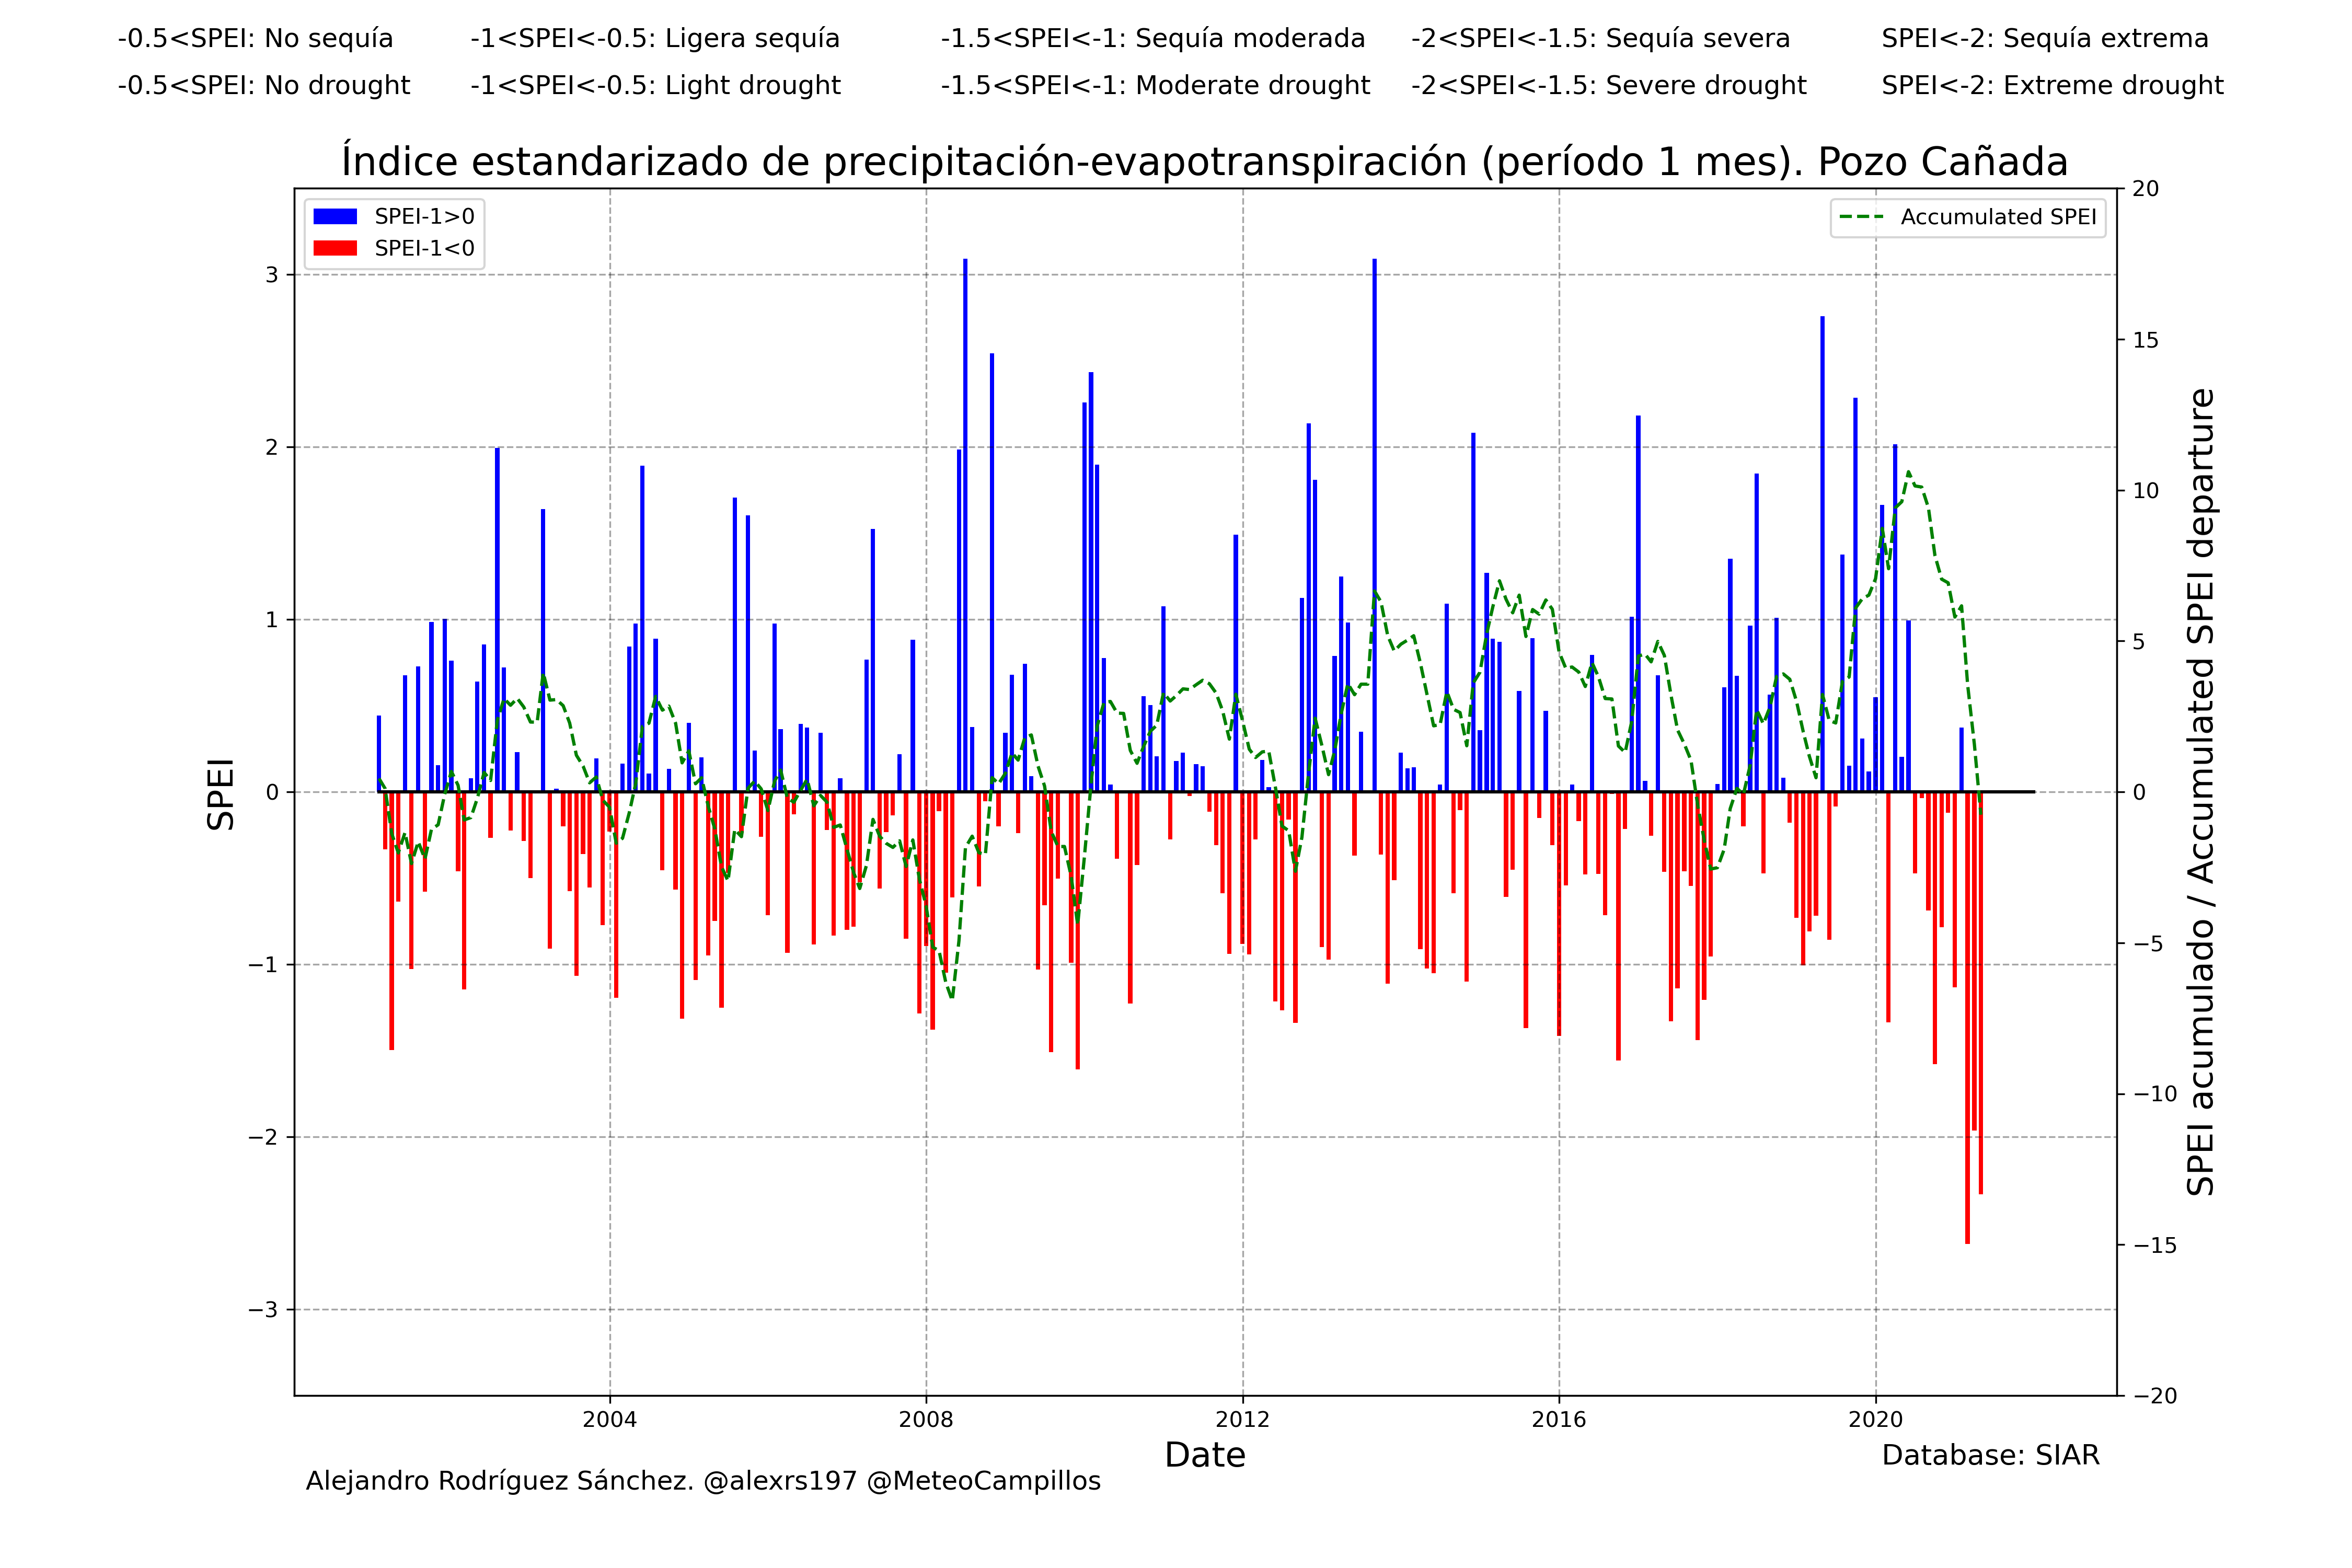 -0.5<SPEI: No sequía -1<SPEI<-0.5: Ligera sequía -1.5<SPEI<-1: Sequía moderada -2<SPEI<-1.5: Sequía severa SPEI<-2: Sequía extrema
-0.5<SPEI: No drought -1<SPEI<-0.5: Light drought -1.5<SPEI<-1: Moderate drought -2<SPEI<-1.5: Severe drought SPEI<-2: Extreme drought
Índice estandarizado de precipitación-evapotranspiración (período 1 mes). Pozo Cañada
SPEI-1>0
SPEI-1<0
Accumulated SPEI
SPEI
3
2
1
0
−1
−2
−3
20
15
10
5
0
−5
−10
−15
−20
SPEI acumulado / Accumulated SPEI departure
2004 2008 2012 2016 2020
Date
Database: SIAR
Alejandro Rodríguez Sánchez. @alexrs197 @MeteoCampillos